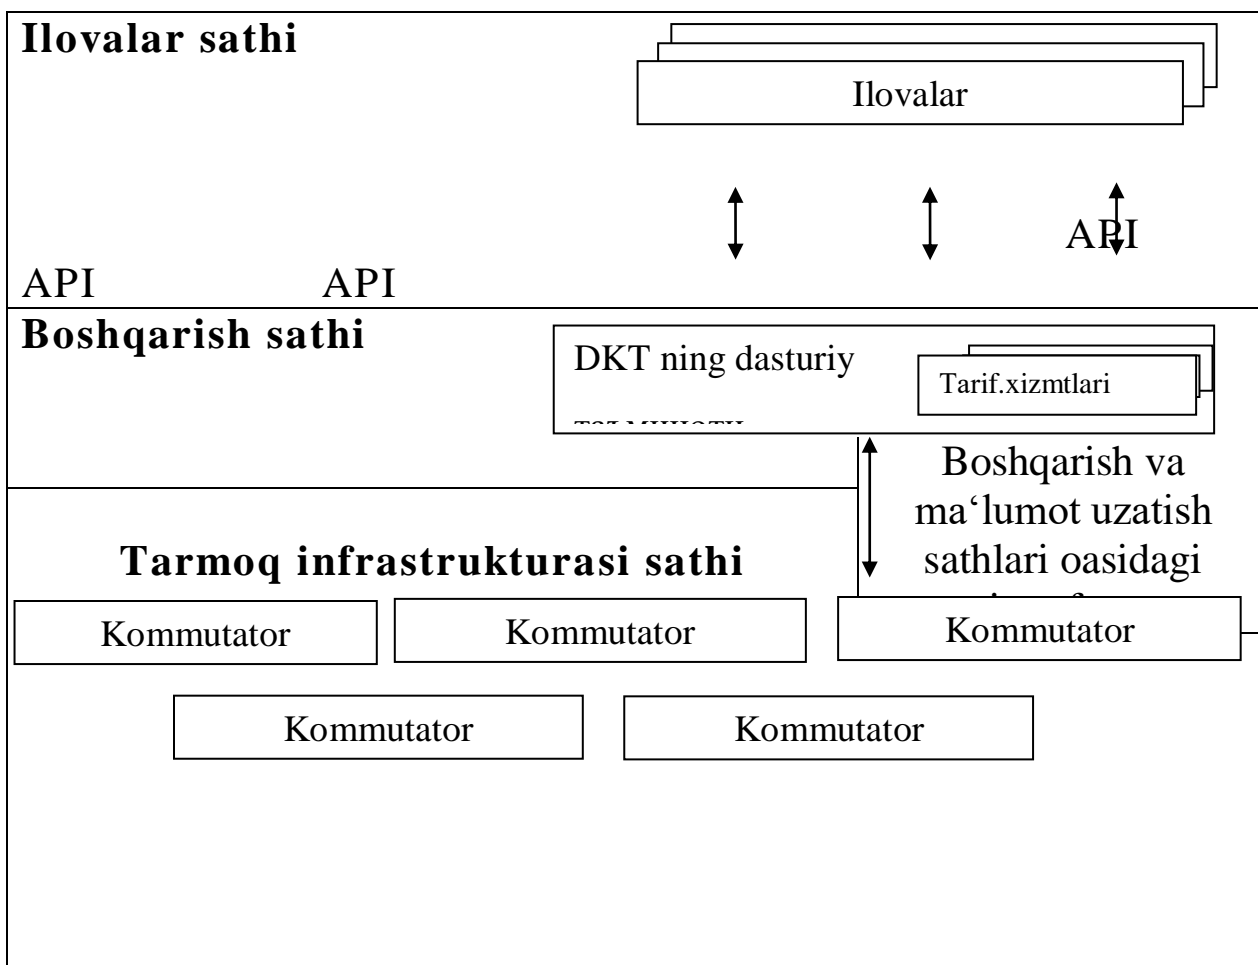 Ilovalar sathi
Ilovalar
API
API API
Boshqarish sathi
DKT ning dasturiy
Tarif.xizmtlari
Boshqarish va
ma‘lumot uzatish
sathlari oasidagi
Tarmoq infrastrukturasi sathi
Kommutator
Kommutator
Kommutator
Kommutator
Kommutator